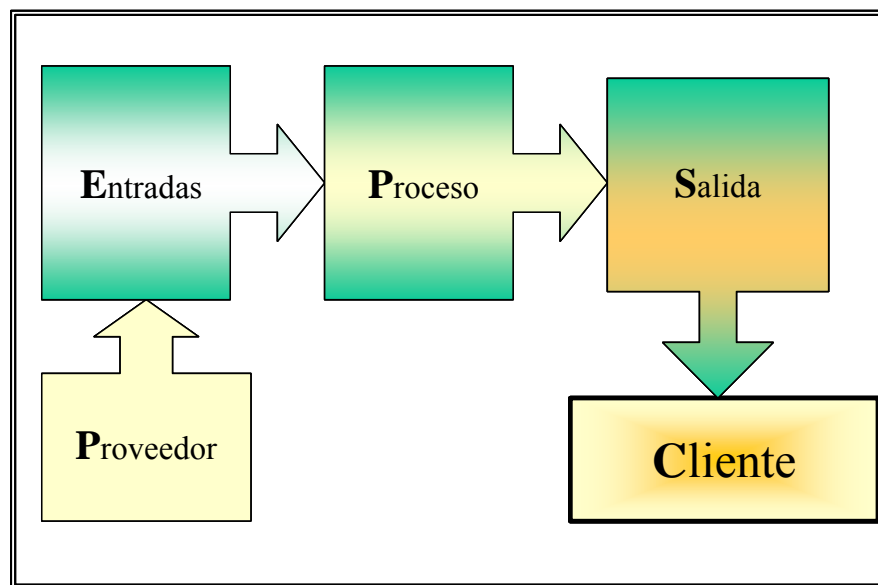 Entradas
Proceso
Salida
Proveedor
Cliente